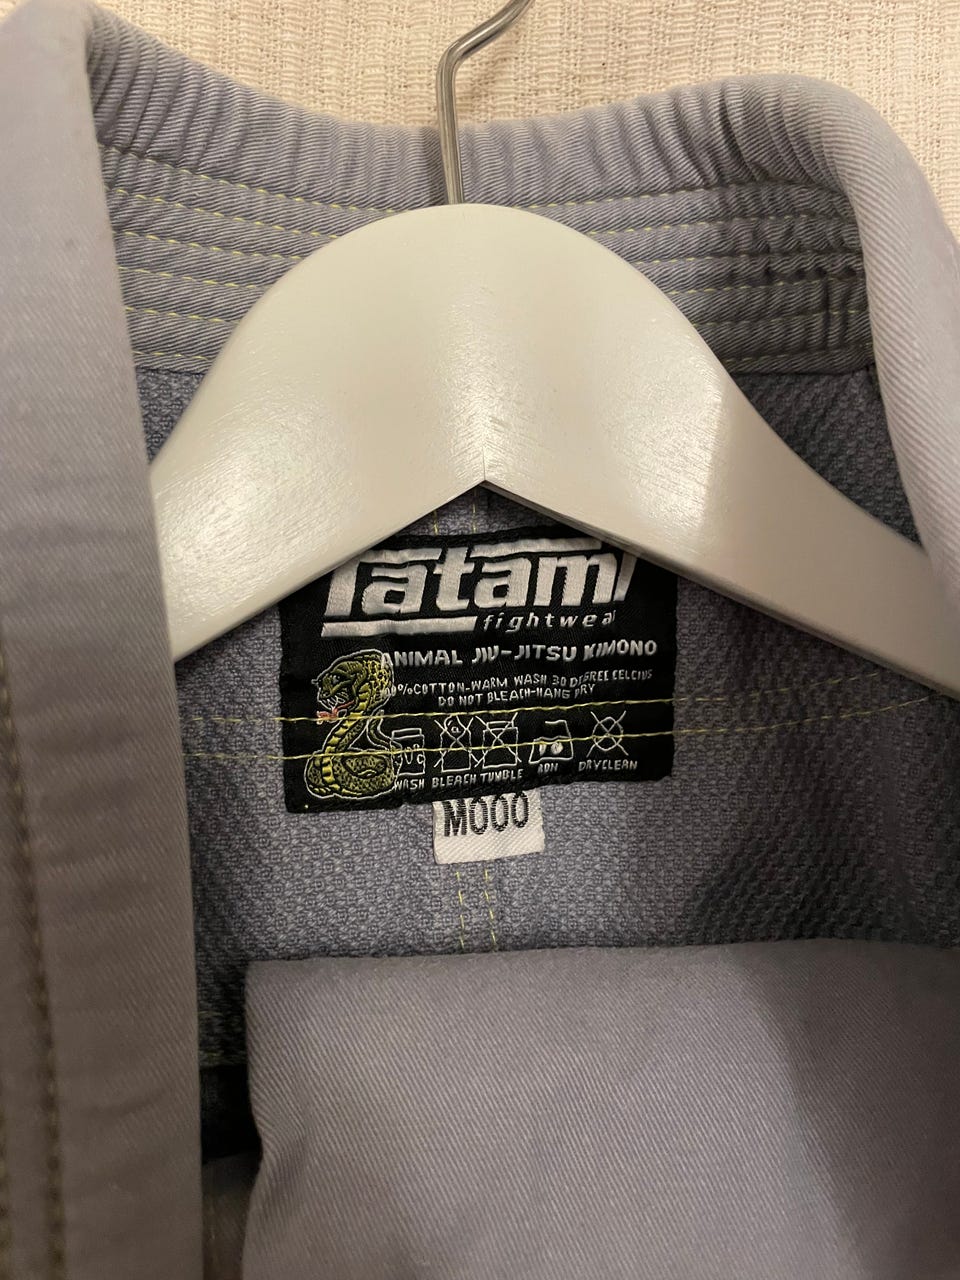 Tatami
fightwear
ANIMAL JIU-JITSU KIMONO
100%COTTON-WARM WASH 30 DEGREE CELCIUS
DO NOT BLEACH-HANG DRY
WASH BLEACH TUMBLE IRN DRYCLEAN
M000